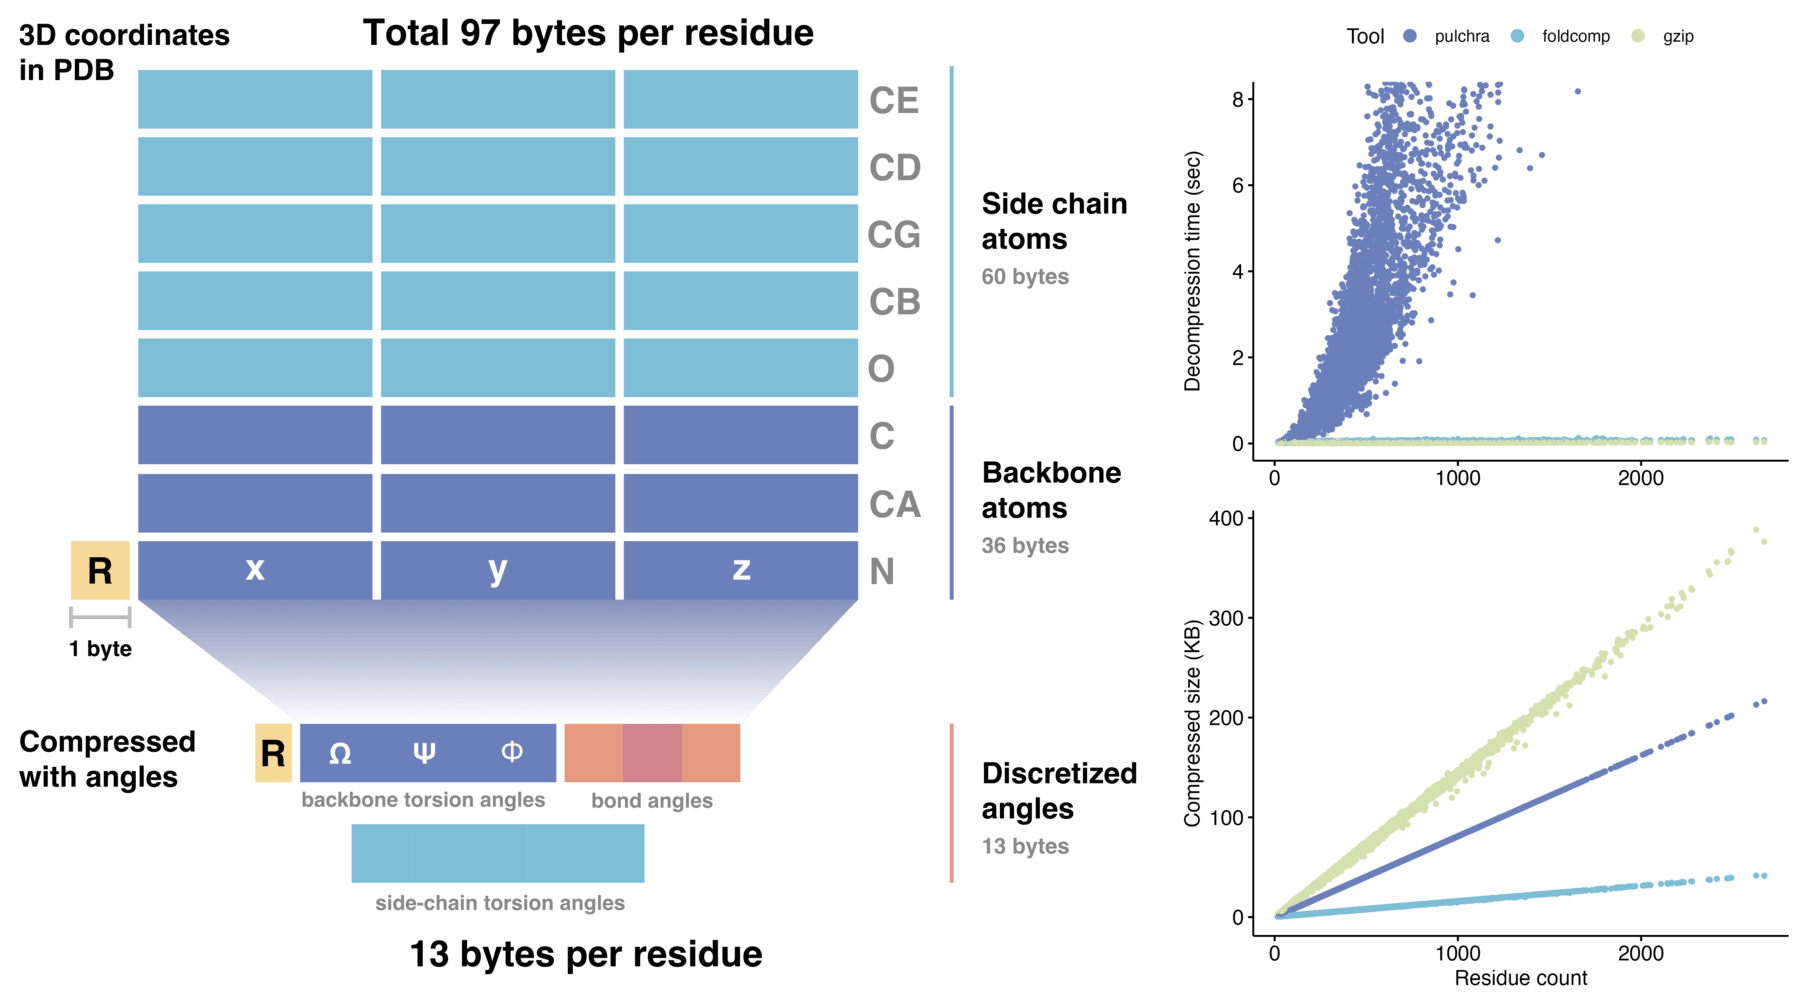 3D coordinates
in PDB
Total 97 bytes per residue
CE
CD
CG
CB
O
C
CA
R
x
y
z
N
1 byte
Side chain
atoms
60 bytes
Backbone
atoms
36 bytes
Compressed
with angles
R
Ω
Ψ
Φ
backbone torsion angles
bond angles
side-chain torsion angles
Discretized
angles
13 bytes
13 bytes per residue
Tool
pulchra
foldcomp
gzip
Decompression time (sec)
8
6
4
2
0
0
1000
2000
Compressed size (KB)
400
300
200
100
0
0
1000
2000
Residue count